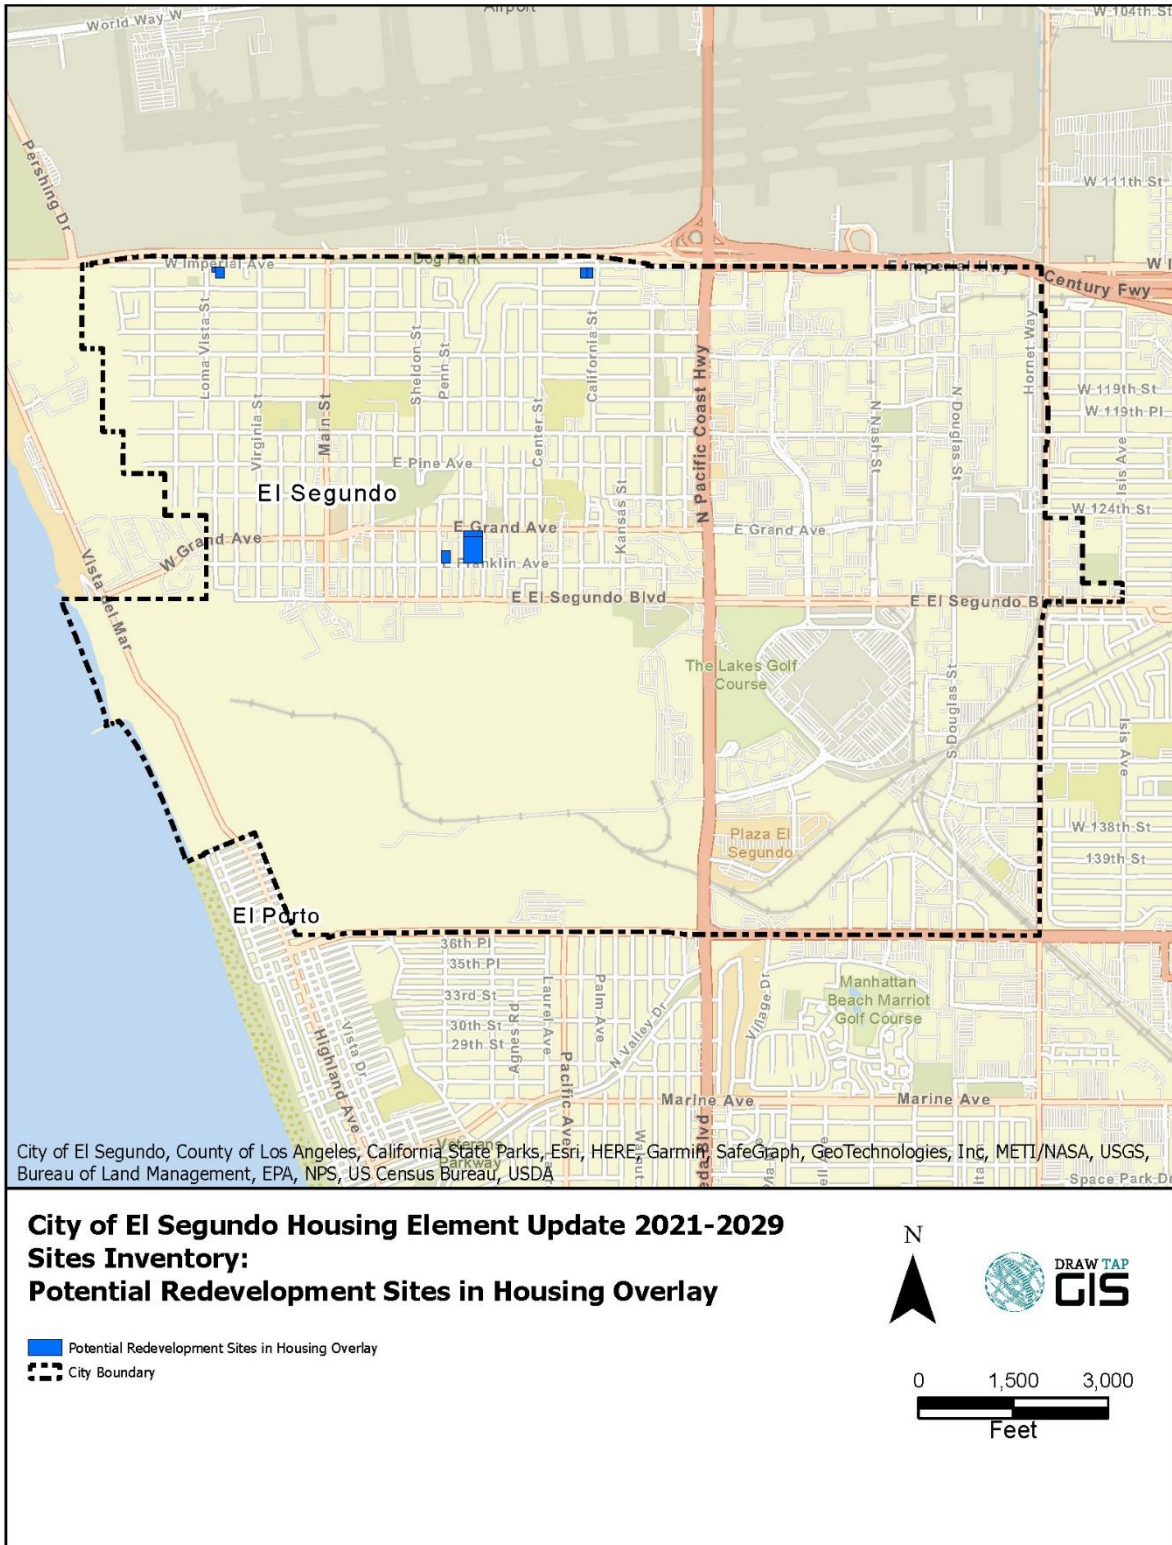 Airport
World Way W
W 104th St
Pershing Dr
W 111th St
W Imperial Ave
Dog Park
E Imperial Hwy
W I
Century Fwy
Loma Vista St
Sheldon St
Penn St
California St
N Pacific Coast Hwy
Hornet Way
W 119th St
W 119th Pl
Virginia St
Main St
Center St
N Nash St
N Douglas St
Isis Ave
E Pine Ave
El Segundo
Kansas St
W 124th St
W Grand Ave
E Grand Ave
E Grand Ave
E Franklin Ave
Vista del Mar
E El Segundo Blvd
E El Segundo Blvd
The Lakes Golf
Course
S Douglas St
Isis Ave
Plaza El
Segundo
W 138th St
139th St
El Porto
36th Pl
35th Pl
33rd St
30th St
29th St
Agnes Rd
Laurel Ave
Palm Ave
N Valley Dr
Village Dr
Manhattan
Beach Marriot
Golf Course
Vista Dr
Highland Ave
Pacific Ave
Marine Ave
Marine Ave
Veterans
Parkway
eda Blvd
Space Park Dr
City of El Segundo, County of Los Angeles, California State Parks, Esri, HERE, Garmin, SafeGraph, GeoTechnologies, Inc, METI/NASA, USGS,
Bureau of Land Management, EPA, NPS, US Census Bureau, USDA
City of El Segundo Housing Element Update 2021-2029
Sites Inventory:
Potential Redevelopment Sites in Housing Overlay
N
DRAW TAP
GIS
Potential Redevelopment Sites in Housing Overlay
City Boundary
0 1,500 3,000
Feet